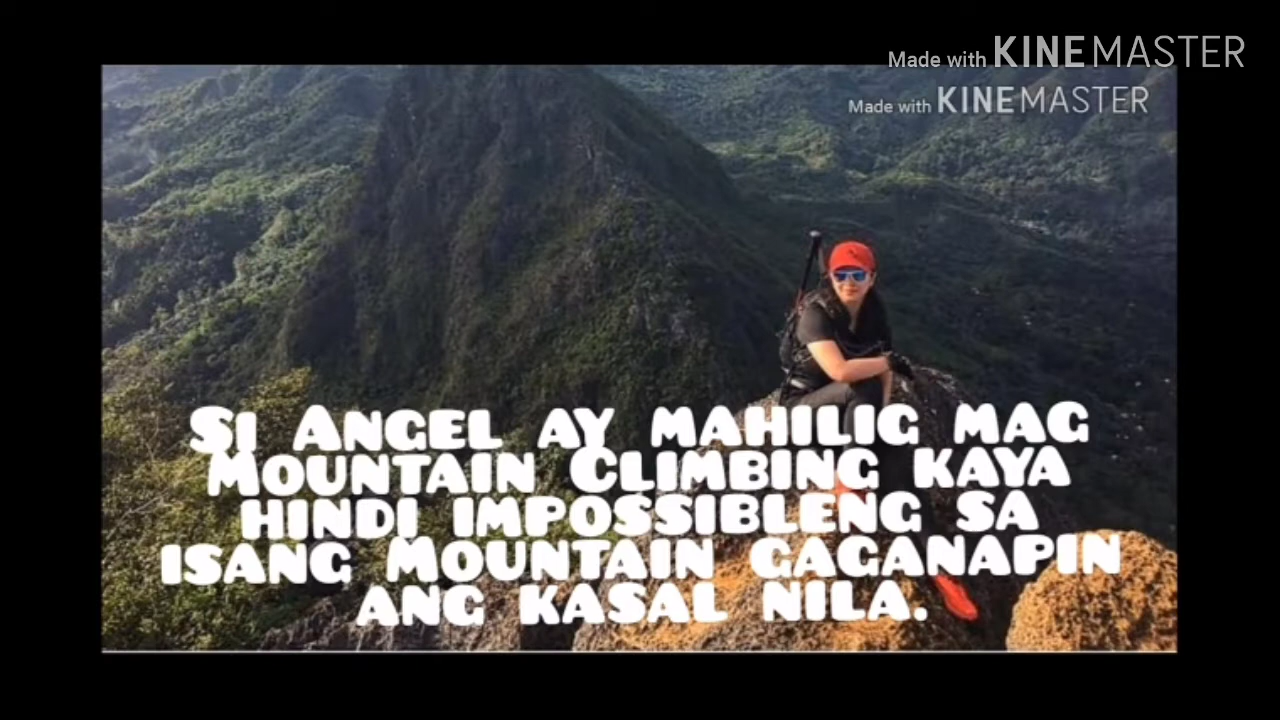 Made with KINEMASTER
Made with KINEMASTER
Si Angel ay mahilig mag
Mountain Climbing kaya
hindi impossibleng sa
isang Mountain gaganapin
ang kasal nila.